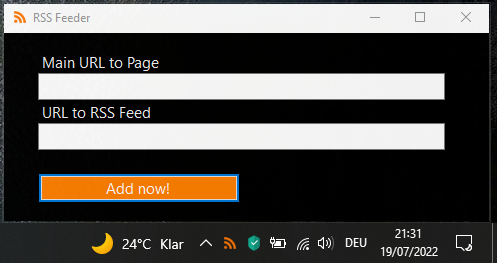 RSS Feeder
Main URL to Page
URL to RSS Feed
Add now!
24°C Klar
DEU
21:31
19/07/2022